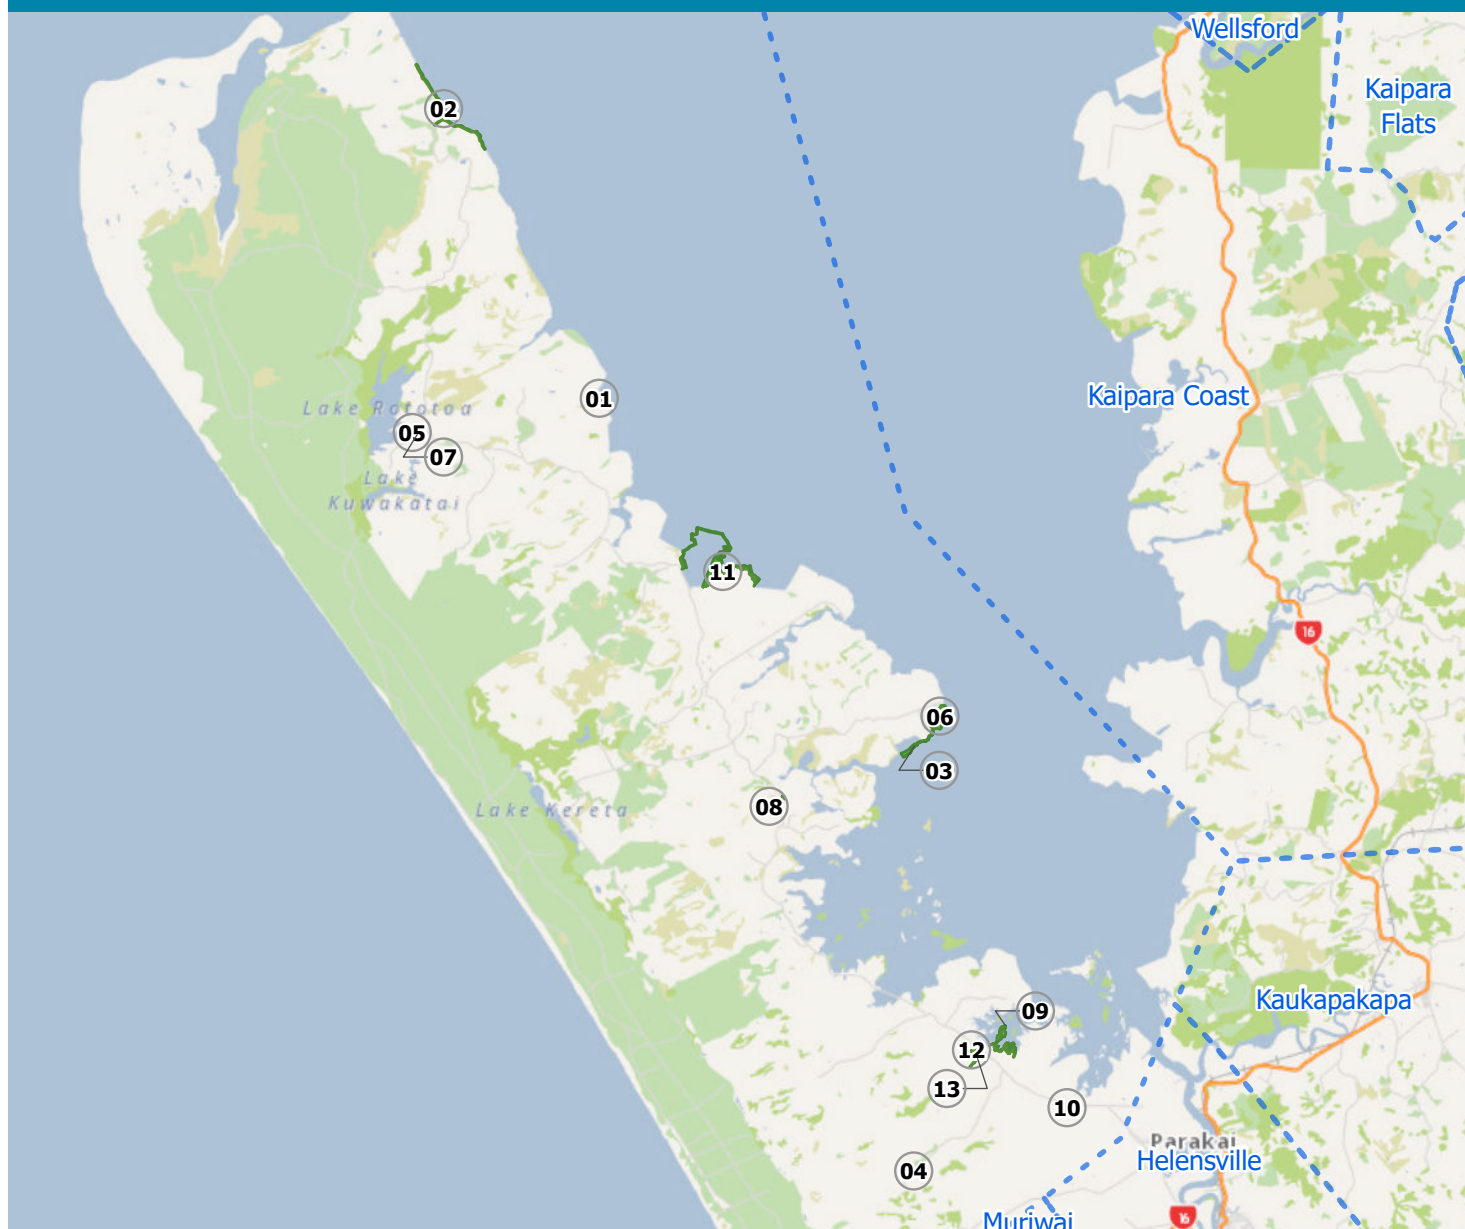 Wellsford
Kaipara
Flats
02
Kaipara Coast
01
Lake Rototoa
05
07
Lake
Kuwakatai
11
16
06
03
08
Lake Kereta
Kaukapakapa
09
12
13
10
Parakai
Helensville
04
Muriwai
16